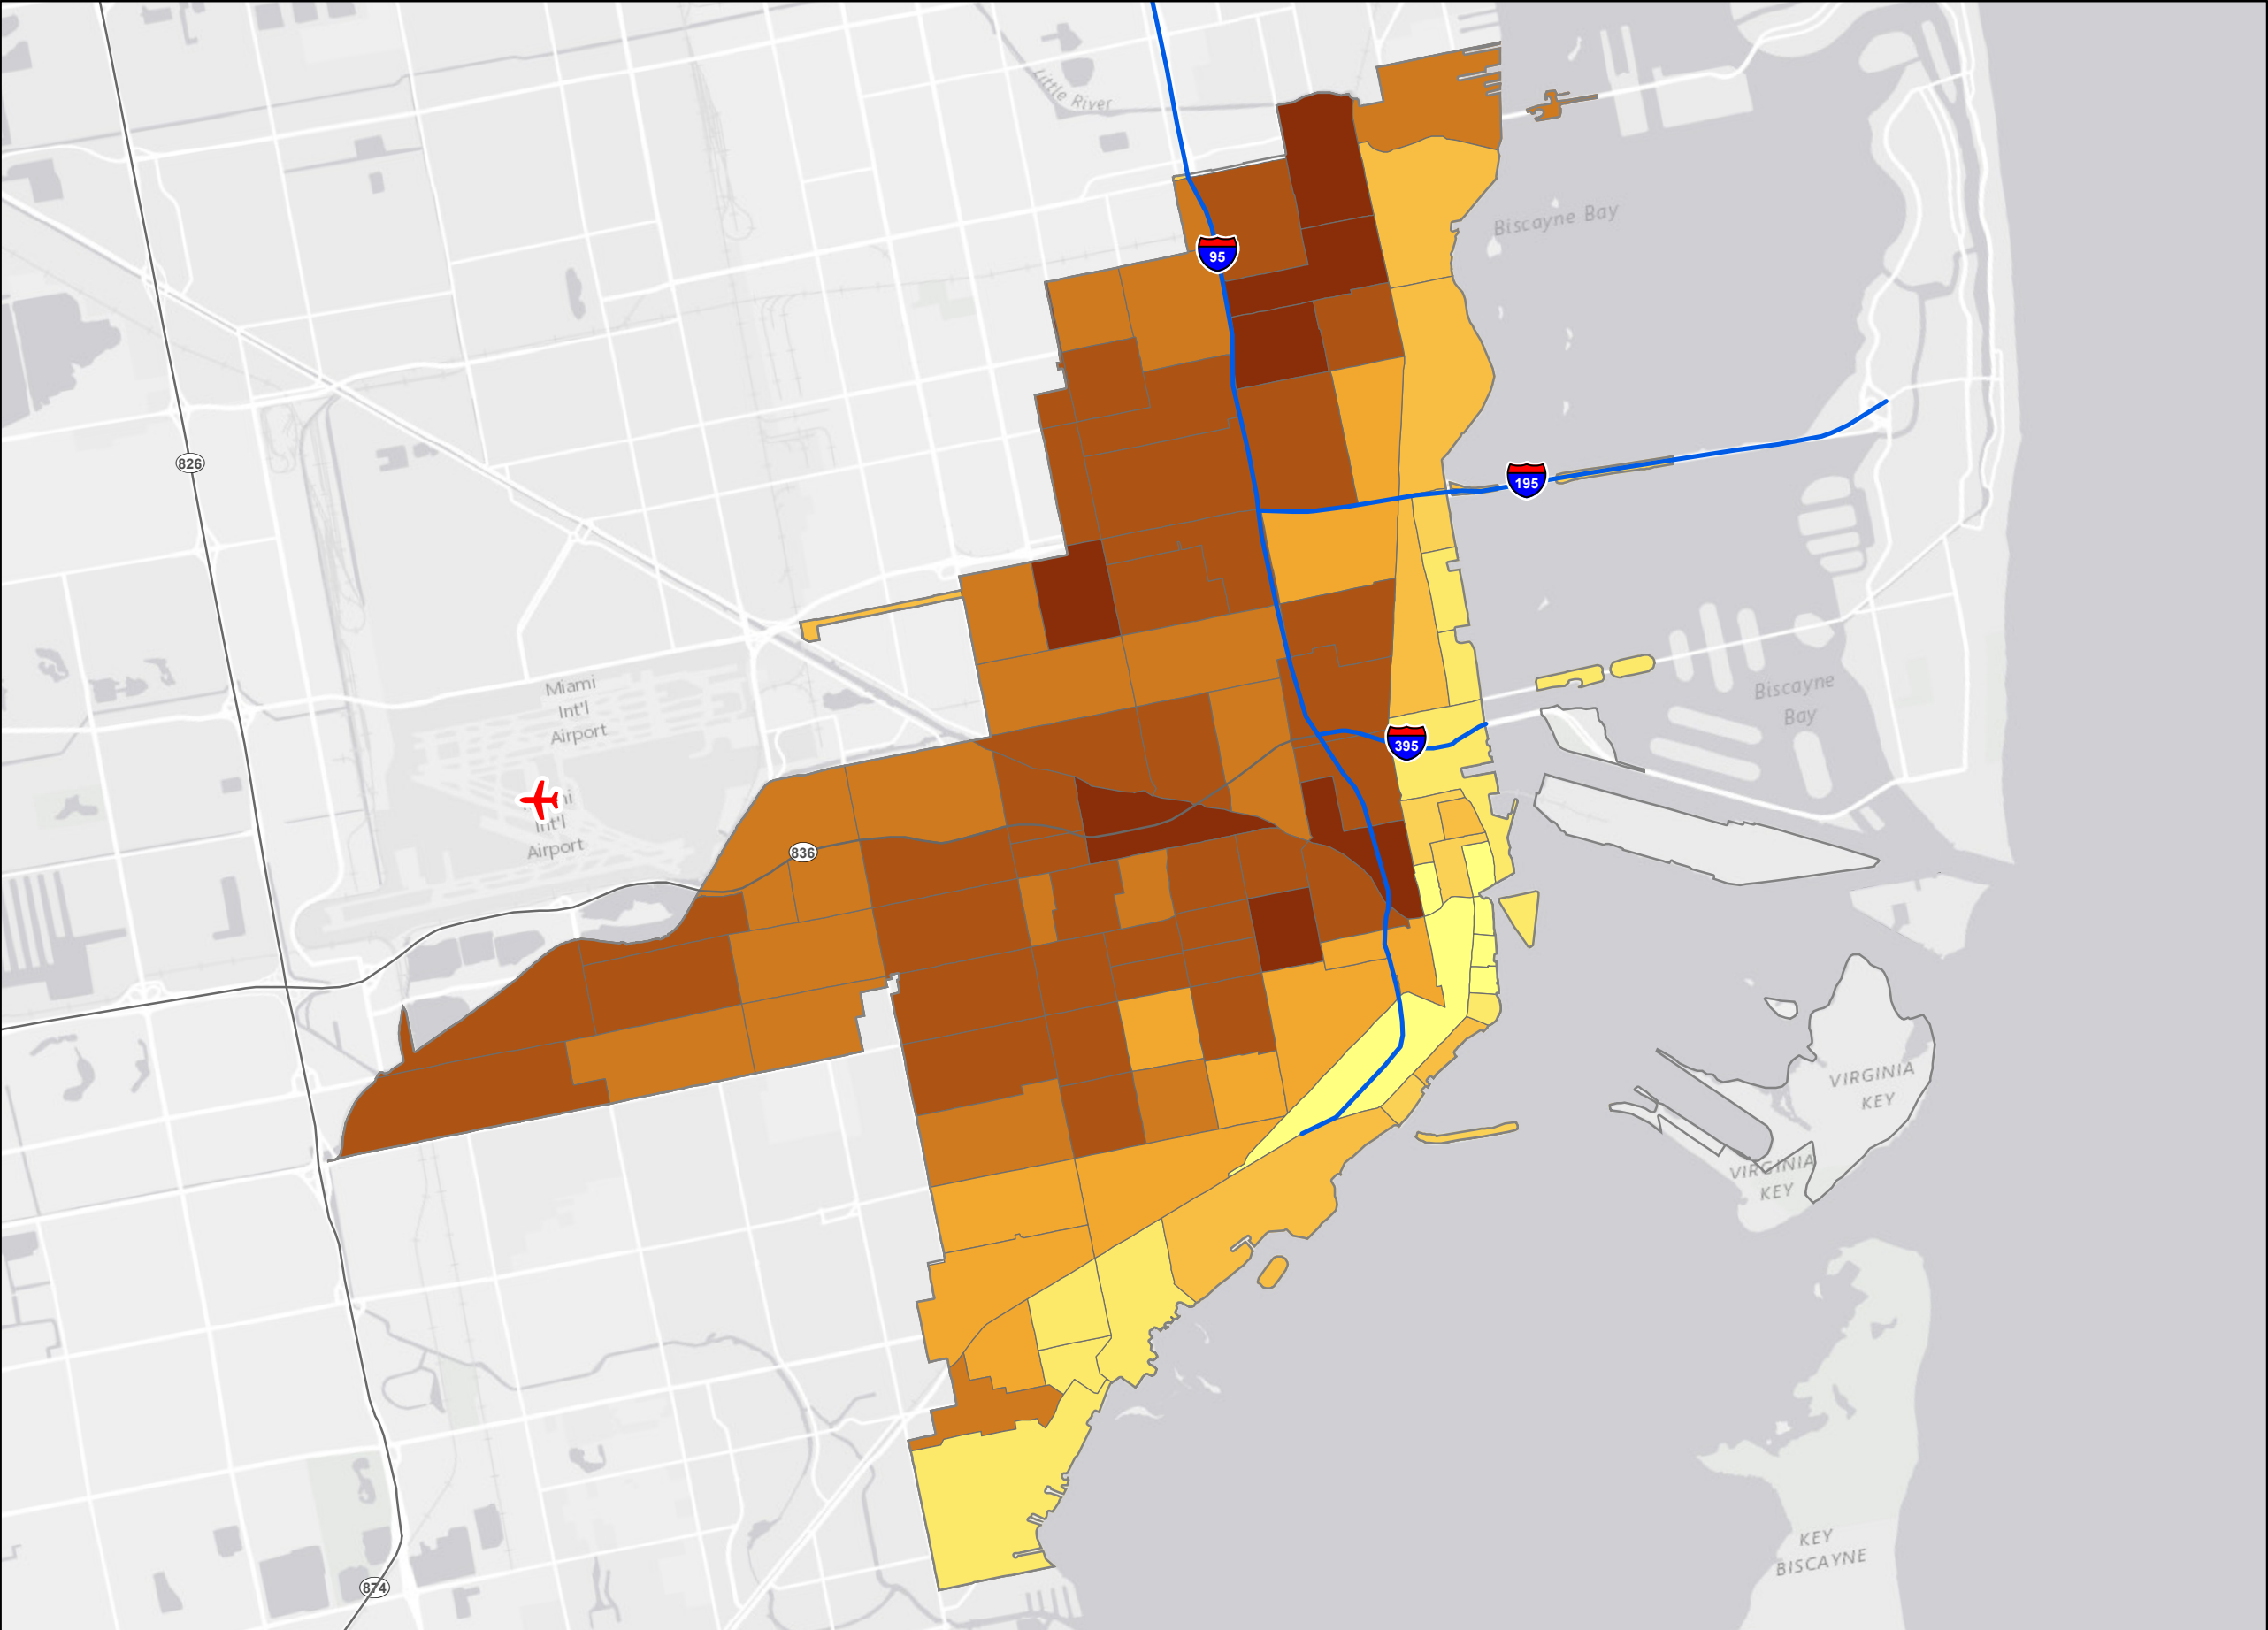 Little River
Biscayne Bay
95
826
195
Miami
Int'l
Airport
Biscayne
Bay
395
Int'l
Airport
836
VIRGINIA
KEY
VIRGINIA
KEY
KEY
BISCAYNE
874